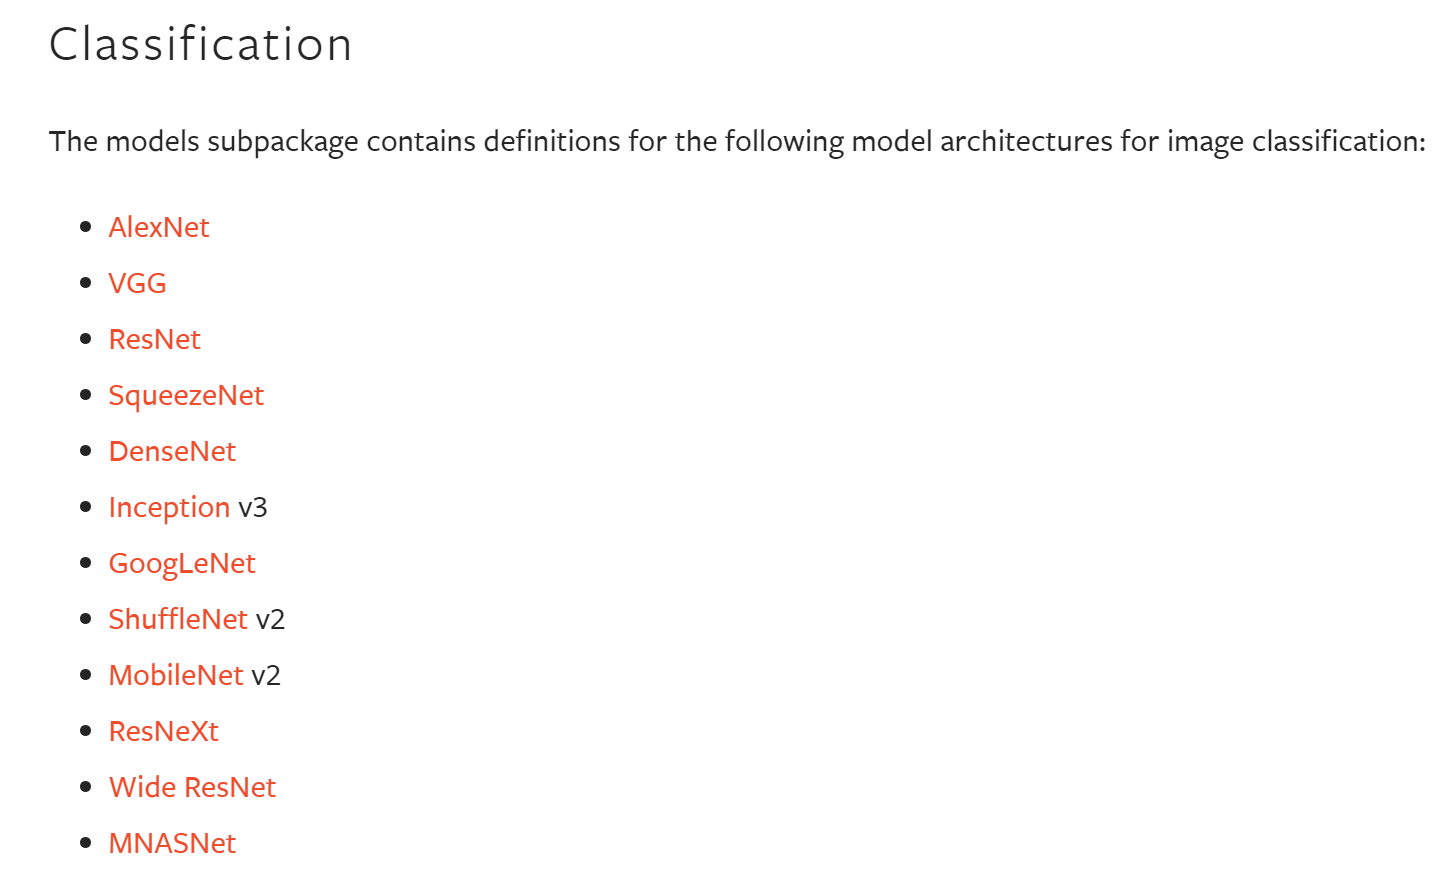 Classification
The models subpackage contains definitions for the following model architectures for image classification:
• AlexNet
• VGG
• ResNet
• SqueezeNet
• DenseNet
• Inception v3
• GoogLeNet
• ShuffleNet v2
• MobileNet v2
• ResNeXt
• Wide ResNet
• MNASNet